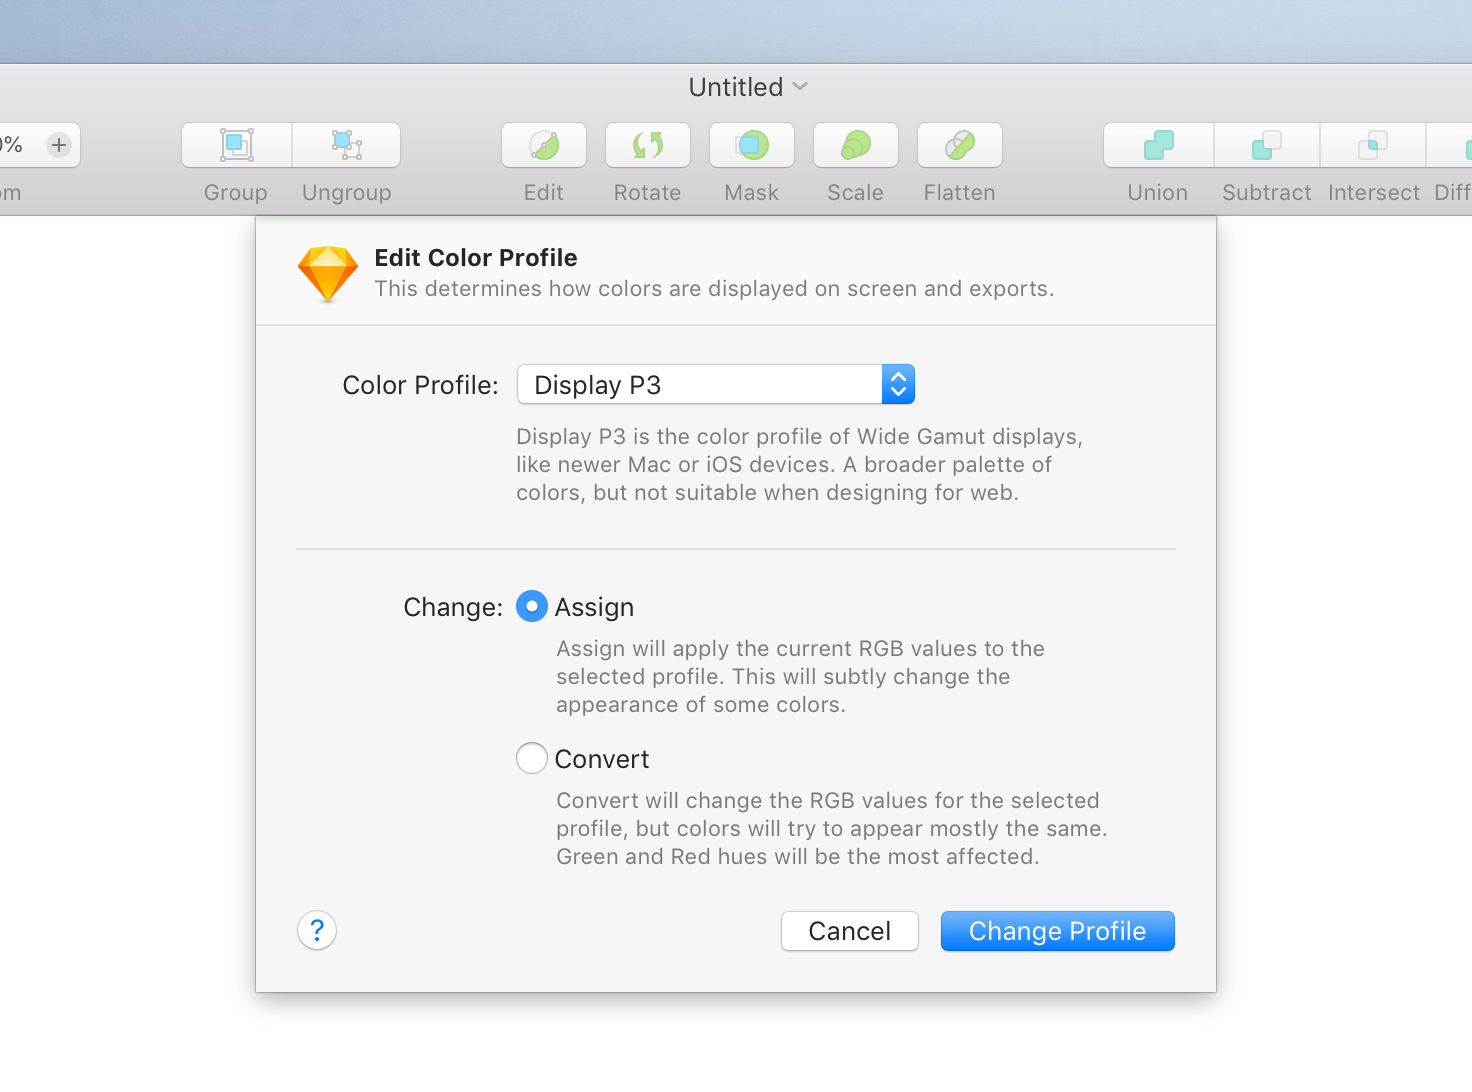 Untitled
0%
Group Ungroup Edit Rotate Mask Scale Flatten Union Subtract Intersect
Edit Color Profile
This determines how colors are displayed on screen and exports.
Color Profile: Display P3
Display P3 is the color profile of Wide Gamut displays,
like newer Mac or iOS devices. A broader palette of
colors, but not suitable when designing for web.
Change: Assign
Assign will apply the current RGB values to the
selected profile. This will subtly change the
appearance of some colors.
Convert
Convert will change the RGB values for the selected
profile, but colors will try to appear mostly the same.
Green and Red hues will be the most affected.
? Cancel Change Profile